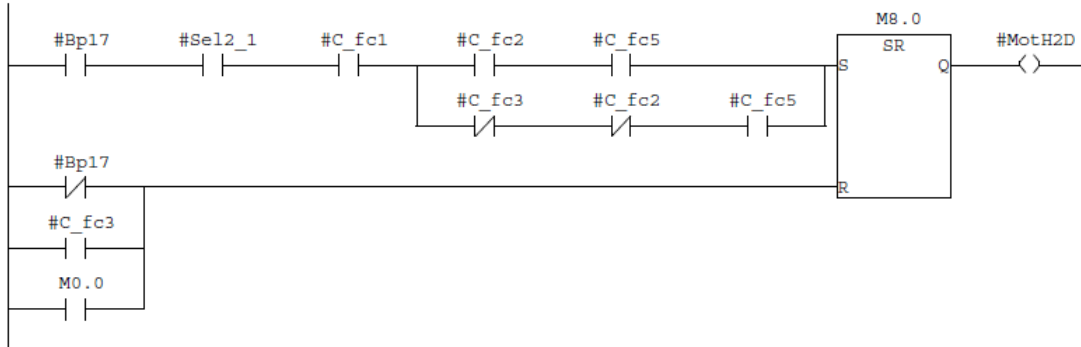 M8.0
#Bp17 #Sel2_1 #C_fc1 #C_fc2 #C_fc5 SR #MotH2D
S Q
#C_fc3 #C_fc2 #C_fc5
#Bp17
R
#C_fc3
M0.0